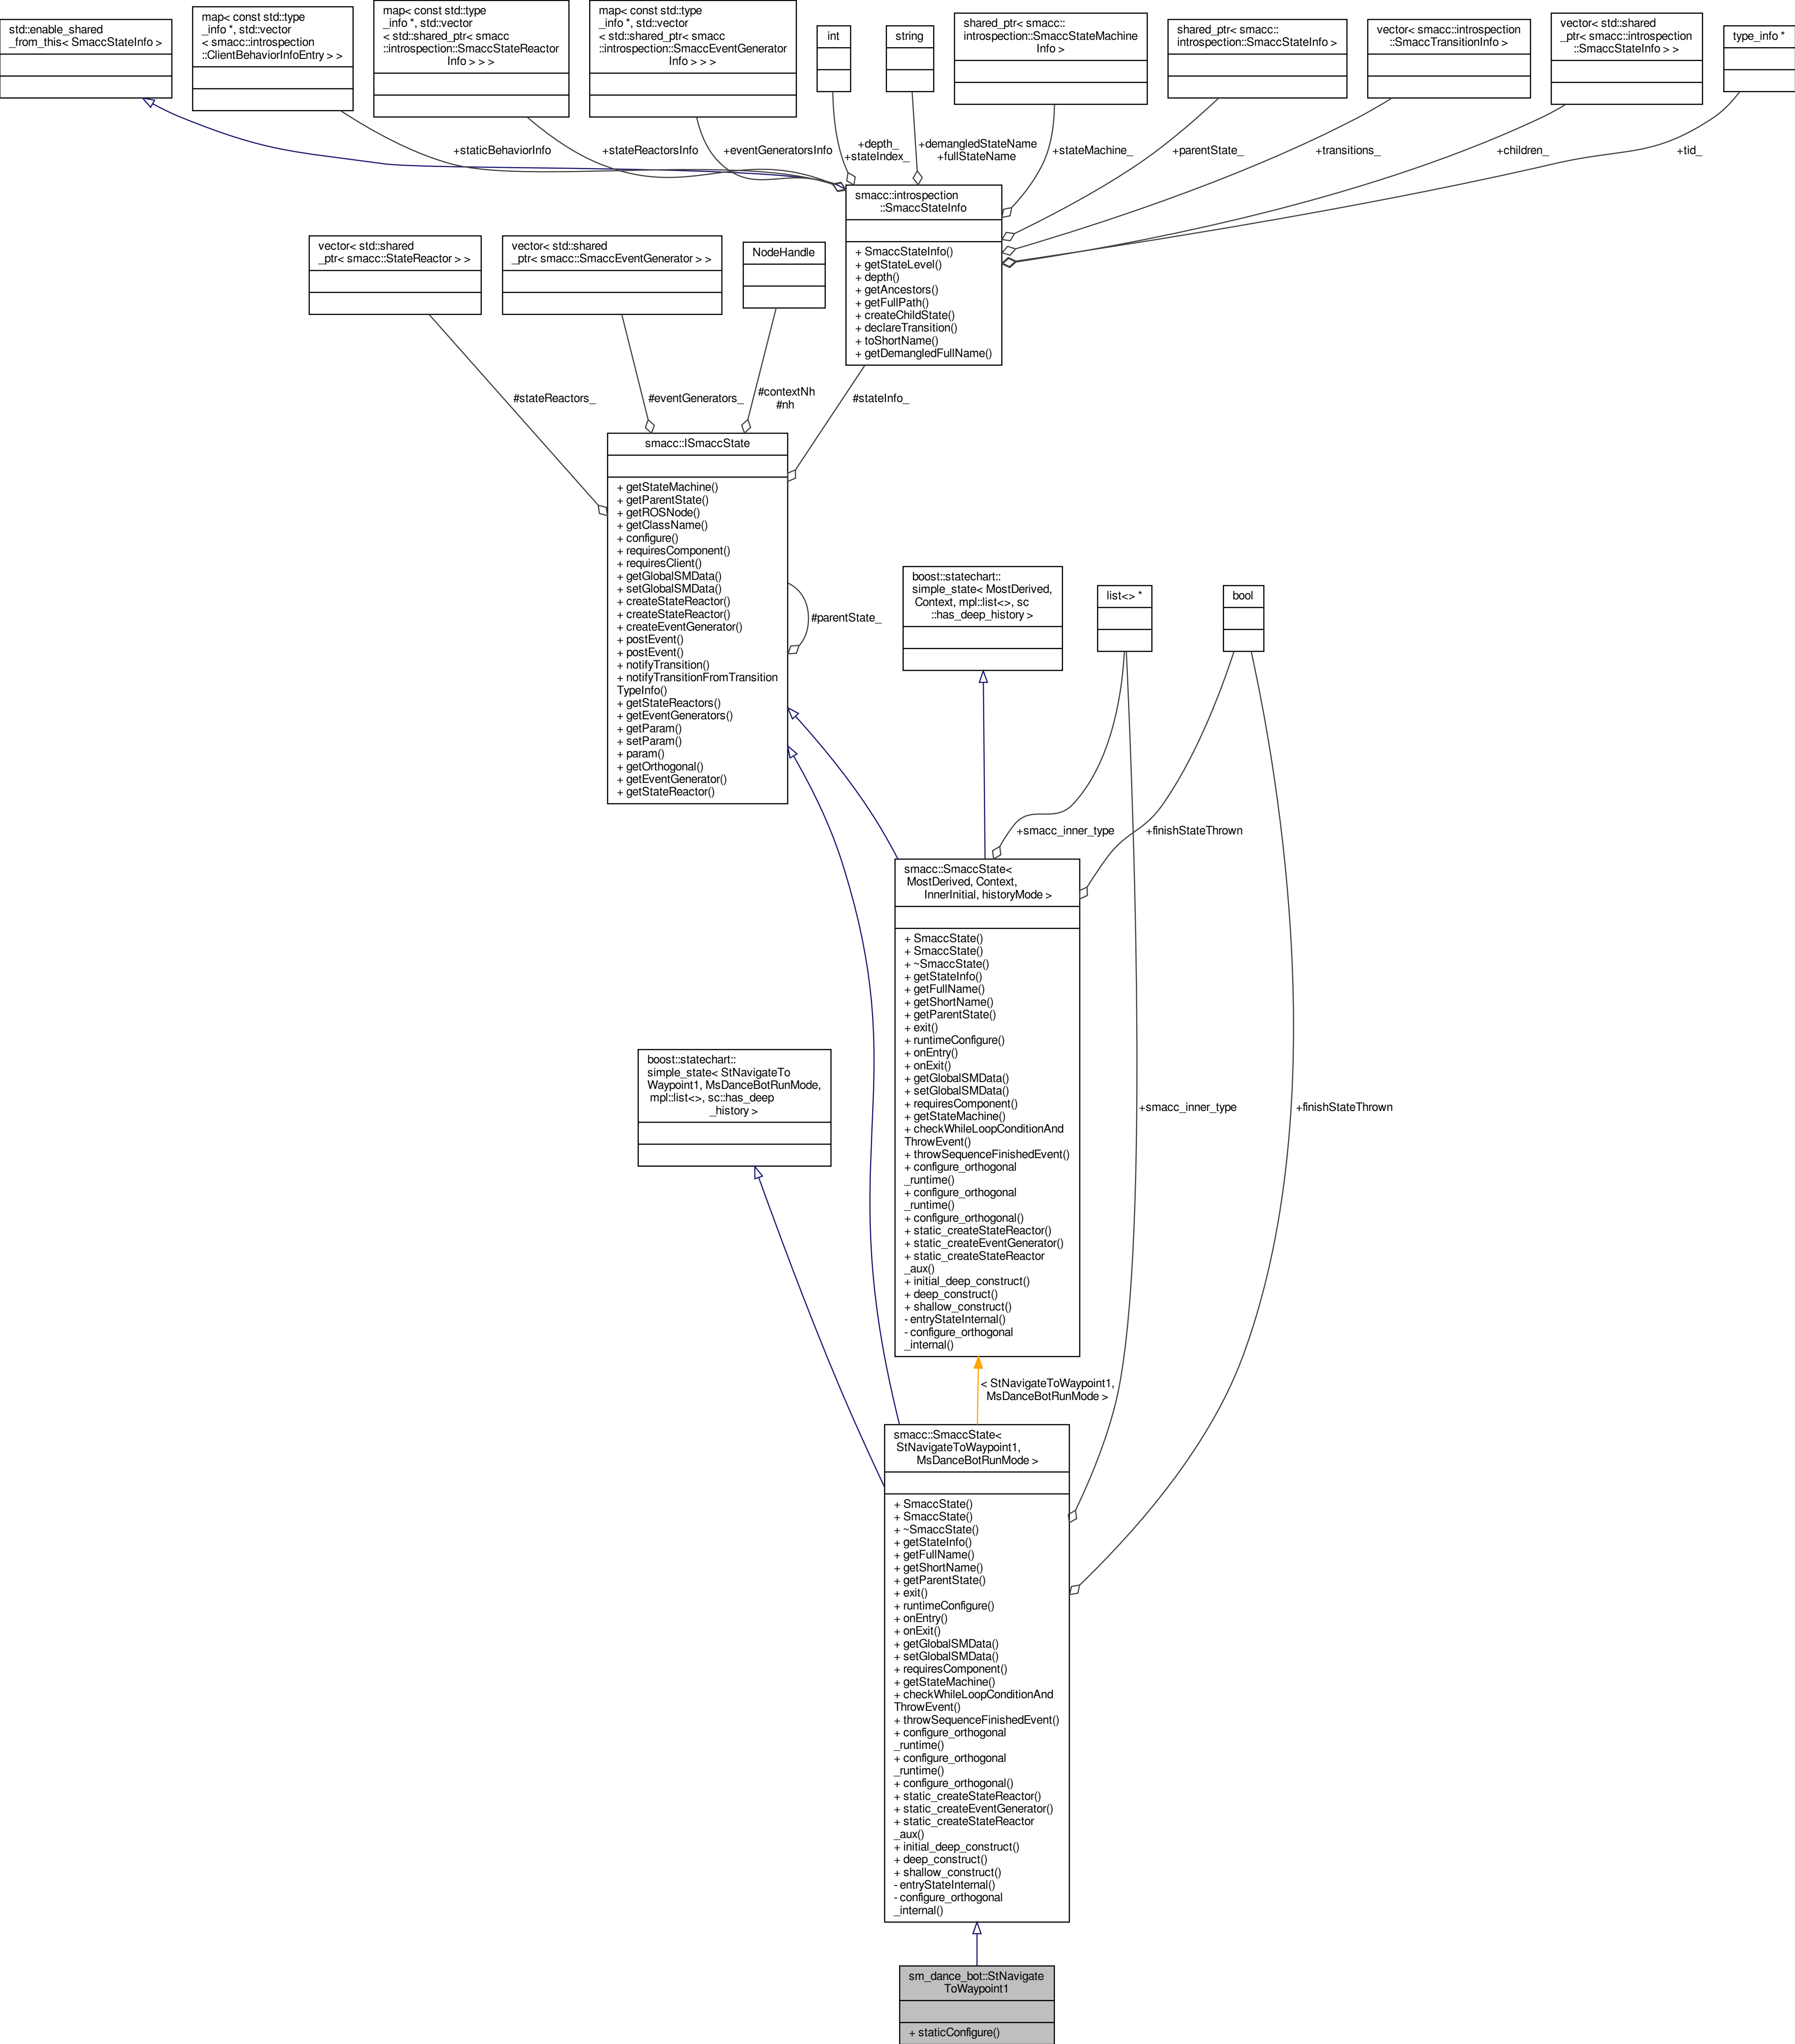 std::enable_shared
_from_this< SmaccStateInfo >
map< const std::type
_info *, std::vector
< smacc::introspection
::ClientBehaviorInfoEntry > >
map< const std::type
_info *, std::vector
< std::shared_ptr< smacc
::introspection::SmaccStateReactor
Info > > >
map< const std::type
_info *, std::vector
< std::shared_ptr< smacc
::introspection::SmaccEventGenerator
Info > > >
int
string
shared_ptr< smacc::
introspection::SmaccStateMachine
Info >
shared_ptr< smacc::
introspection::SmaccStateInfo >
vector< smacc::introspection
::SmaccTransitionInfo >
vector< std::shared
_ptr< smacc::introspection
::SmaccStateInfo > >
type_info *
+staticBehaviorInfo
+stateReactorsInfo
+eventGeneratorsInfo
+depth_
+stateIndex_
+demangledStateName
+fullStateName
+stateMachine_
+parentState_
+transitions_
+children_
+tid_
smacc::introspection
::SmaccStateInfo
+ SmaccStateInfo()
+ getStateLevel()
+ depth()
+ getAncestors()
+ getFullPath()
+ createChildState()
+ declareTransition()
+ toShortName()
+ getDemangledFullName()
vector< std::shared
_ptr< smacc::StateReactor > >
vector< std::shared
_ptr< smacc::SmaccEventGenerator > >
NodeHandle
#stateReactors_
#eventGenerators_
#contextNh
#nh
#stateInfo_
smacc::ISmaccState
+ getStateMachine()
+ getParentState()
+ getROSNode()
+ getClassName()
+ configure()
+ requiresComponent()
+ requiresClient()
+ getGlobalSMData()
+ setGlobalSMData()
+ createStateReactor()
+ createStateReactor()
+ createEventGenerator()
+ postEvent()
+ postEvent()
+ notifyTransition()
+ notifyTransitionFromTransition
TypeInfo()
+ getStateReactors()
+ getEventGenerators()
+ getParam()
+ setParam()
+ param()
+ getOrthogonal()
+ getEventGenerator()
+ getStateReactor()
#parentState_
boost::statechart::
simple_state< MostDerived,
Context, mpl::list<>, sc
::has_deep_history >
list<> *
bool
+smacc_inner_type
+finishStateThrown
smacc::SmaccState<
MostDerived, Context,
InnerInitial, historyMode >
+ SmaccState()
+ SmaccState()
+ ~SmaccState()
+ getStateInfo()
+ getFullName()
+ getShortName()
+ getParentState()
+ exit()
+ runtimeConfigure()
+ onEntry()
+ onExit()
+ getGlobalSMData()
+ setGlobalSMData()
+ requiresComponent()
+ getStateMachine()
+ checkWhileLoopConditionAnd
ThrowEvent()
+ throwSequenceFinishedEvent()
+ configure_orthogonal
_runtime()
+ configure_orthogonal
_runtime()
+ configure_orthogonal()
+ static_createStateReactor()
+ static_createEventGenerator()
+ static_createStateReactor
_aux()
+ initial_deep_construct()
+ deep_construct()
+ shallow_construct()
- entryStateInternal()
- configure_orthogonal
_internal()
boost::statechart::
simple_state< StNavigateTo
Waypoint1, MsDanceBotRunMode,
mpl::list<>, sc::has_deep
_history >
+smacc_inner_type
+finishStateThrown
< StNavigateToWaypoint1,
MsDanceBotRunMode >
smacc::SmaccState<
StNavigateToWaypoint1,
MsDanceBotRunMode >
+ SmaccState()
+ SmaccState()
+ ~SmaccState()
+ getStateInfo()
+ getFullName()
+ getShortName()
+ getParentState()
+ exit()
+ runtimeConfigure()
+ onEntry()
+ onExit()
+ getGlobalSMData()
+ setGlobalSMData()
+ requiresComponent()
+ getStateMachine()
+ checkWhileLoopConditionAnd
ThrowEvent()
+ throwSequenceFinishedEvent()
+ configure_orthogonal
_runtime()
+ configure_orthogonal
_runtime()
+ configure_orthogonal()
+ static_createStateReactor()
+ static_createEventGenerator()
+ static_createStateReactor
_aux()
+ initial_deep_construct()
+ deep_construct()
+ shallow_construct()
- entryStateInternal()
- configure_orthogonal
_internal()
sm_dance_bot::StNavigate
ToWaypoint1
+ staticConfigure()